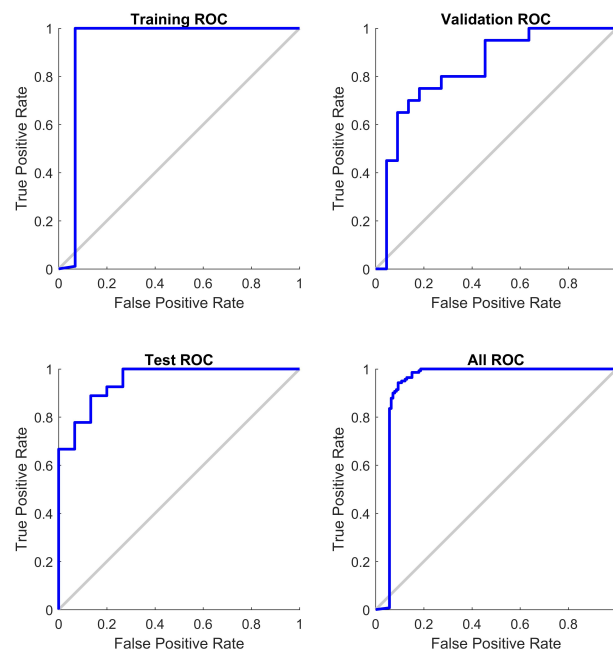 Training ROC
1
0.8
0.6
0.4
0.2
0
True Positive Rate
0 0.2 0.4 0.6 0.8 1
False Positive Rate
Validation ROC
1
0.8
0.6
0.4
0.2
0
True Positive Rate
0 0.2 0.4 0.6 0.8
False Positive Rate
Test ROC
1
0.8
0.6
0.4
0.2
0
True Positive Rate
0 0.2 0.4 0.6 0.8 1
False Positive Rate
All ROC
1
0.8
0.6
0.4
0.2
0
True Positive Rate
0 0.2 0.4 0.6 0.8
False Positive Rate